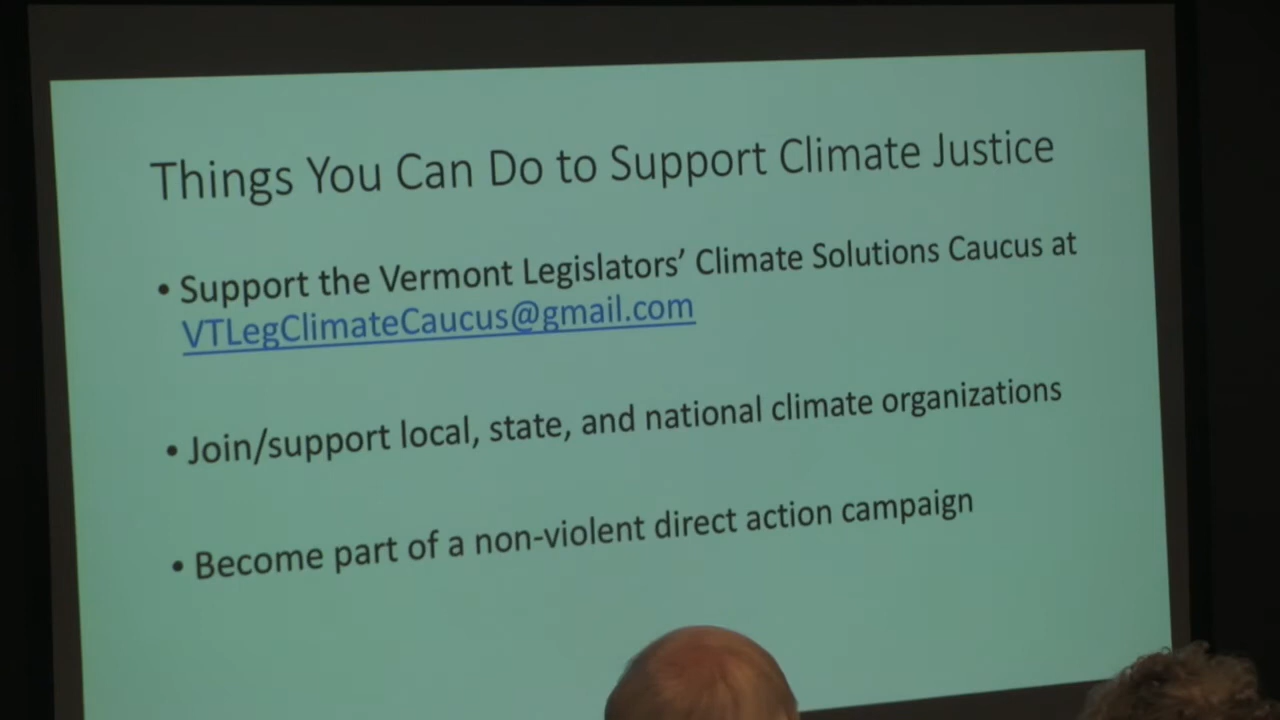 Things You Can Do to Support Climate Justice
• Support the Vermont Legislators’ Climate Solutions Caucus at
VTLegClimateCaucus@gmail.com
• Join/support local, state, and national climate organizations
• Become part of a non-violent direct action campaign